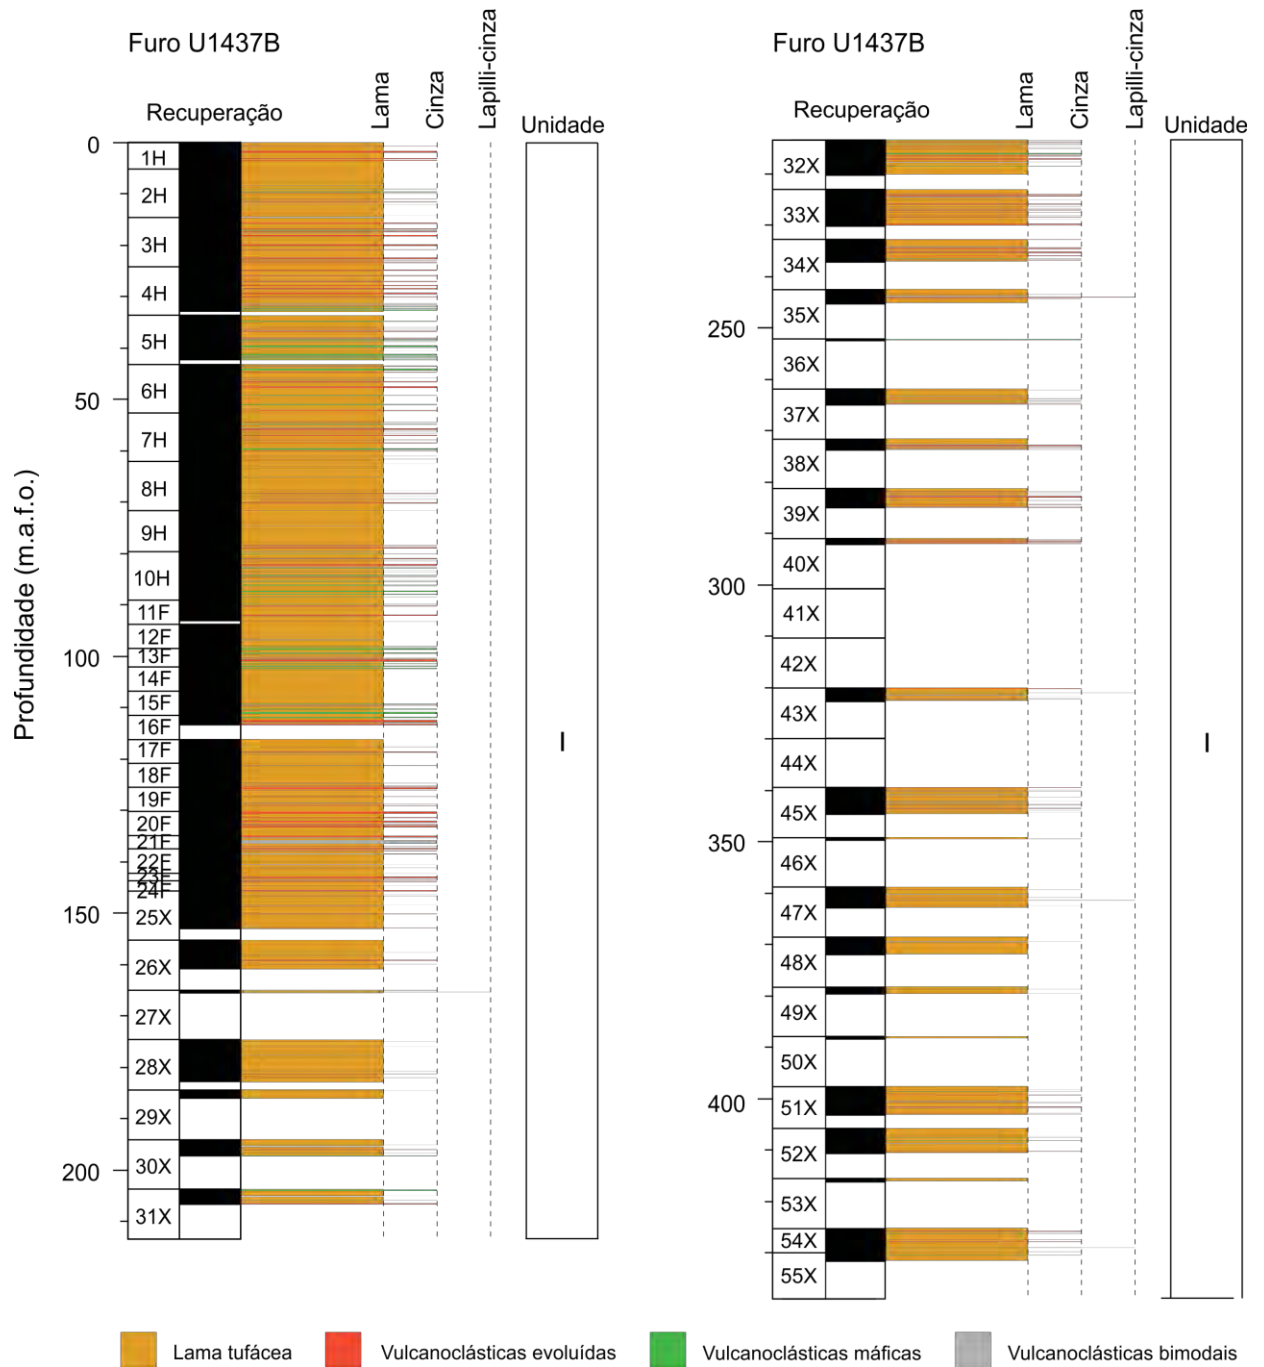 Furo U1437B
Recuperação
Lama
Cinza
Lapilli-cinza
Unidade
Profundidade (m.a.f.o.)
0
50
100
150
200
1H
2H
3H
4H
5H
6H
7H
8H
9H
10H
11F
12F
13F
14F
15F
16F
17F
18F
19F
20F
21F
22F
23F
24F
25X
26X
27X
28X
29X
30X
31X
I
Furo U1437B
Recuperação
Lama
Cinza
Lapilli-cinza
Unidade
250
300
350
400
32X
33X
34X
35X
36X
37X
38X
39X
40X
41X
42X
43X
44X
45X
46X
47X
48X
49X
50X
51X
52X
53X
54X
55X
I
Lama tufácea
Vulcanoclásticas evoluídas
Vulcanoclásticas máficas
Vulcanoclásticas bimodais